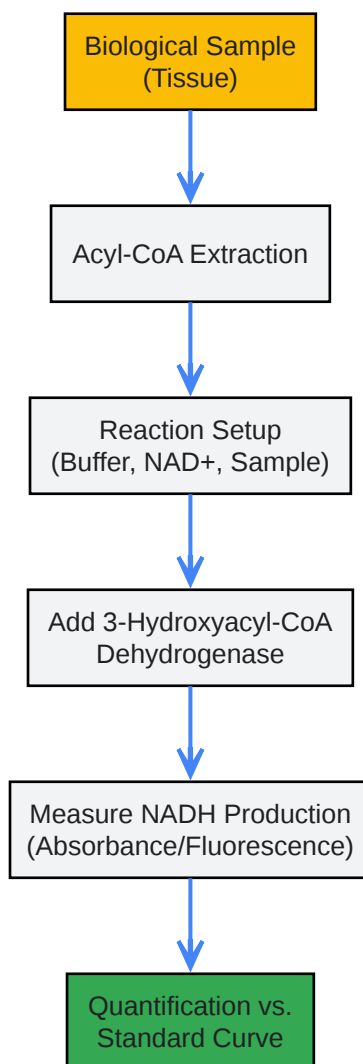 Biological Sample
(Tissue)
Acyl-CoA Extraction
Reaction Setup
(Buffer, NAD+, Sample)
Add 3-Hydroxyacyl-CoA
Dehydrogenase
Measure NADH Production
(Absorbance/Fluorescence)
Quantification vs.
Standard Curve